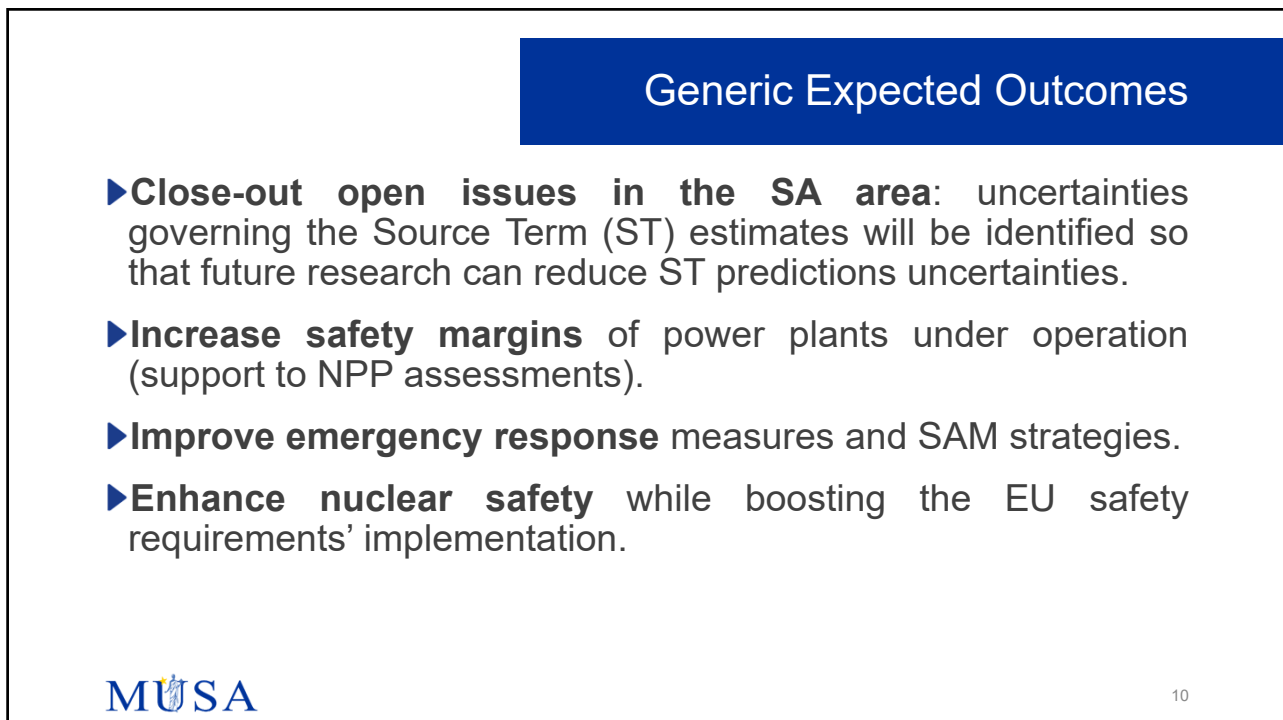 Generic Expected Outcomes
Close-out open issues in the SA area: uncertainties
governing the Source Term (ST) estimates will be identified so
that future research can reduce ST predictions uncertainties.
Increase safety margins of power plants under operation
(support to NPP assessments).
Improve emergency response measures and SAM strategies.
Enhance nuclear safety while boosting the EU safety
requirements’ implementation.
MUSA
10